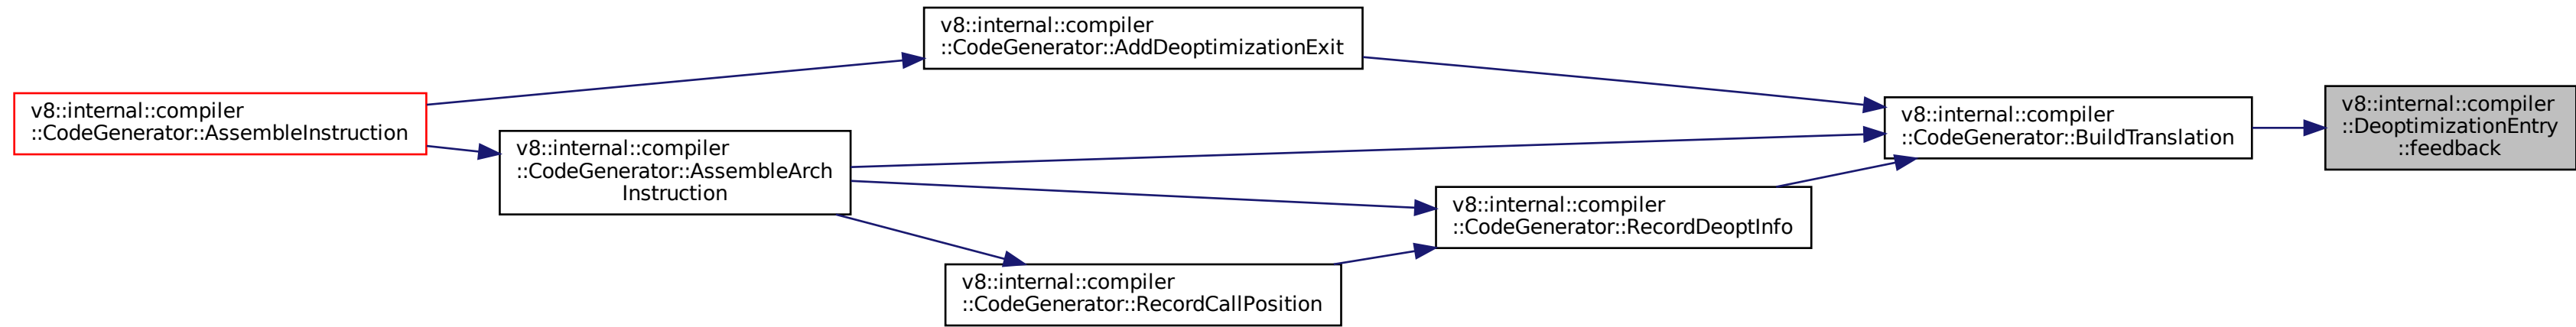 v8::internal::compiler
::CodeGenerator::AddDeoptimizationExit
v8::internal::compiler
::CodeGenerator::AssembleInstruction
v8::internal::compiler
::CodeGenerator::AssembleArch
Instruction
v8::internal::compiler
::CodeGenerator::RecordCallPosition
v8::internal::compiler
::CodeGenerator::RecordDeoptInfo
v8::internal::compiler
::CodeGenerator::BuildTranslation
v8::internal::compiler
::DeoptimizationEntry
::feedback